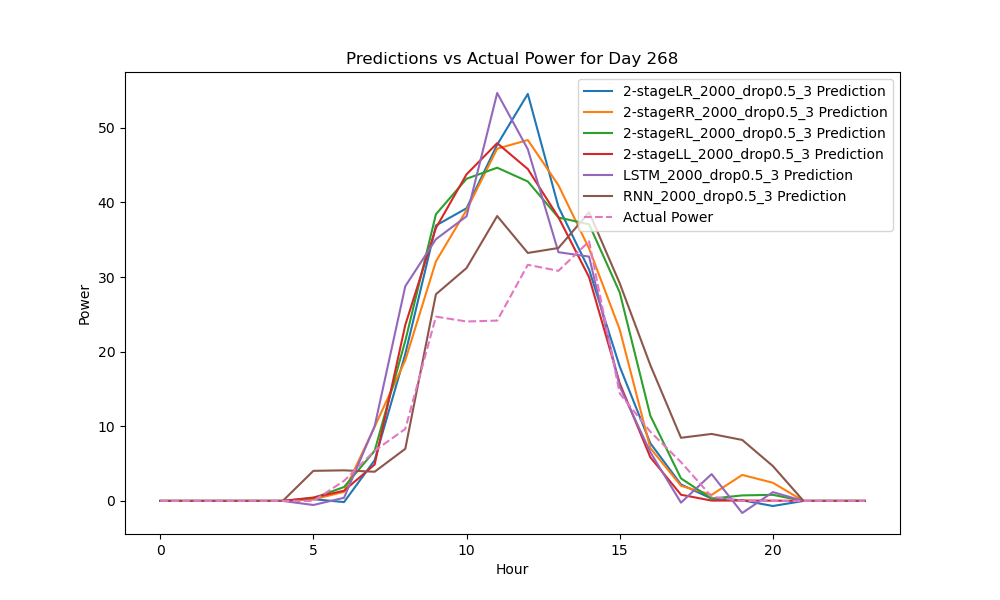 Predictions vs Actual Power for Day 268
2-stageLR_2000_drop0.5_3 Prediction
2-stageRR_2000_drop0.5_3 Prediction
2-stageRL_2000_drop0.5_3 Prediction
2-stageLL_2000_drop0.5_3 Prediction
LSTM_2000_drop0.5_3 Prediction
RNN_2000_drop0.5_3 Prediction
Actual Power
Power
50
40
30
20
10
0
0 5 10 15 20
Hour